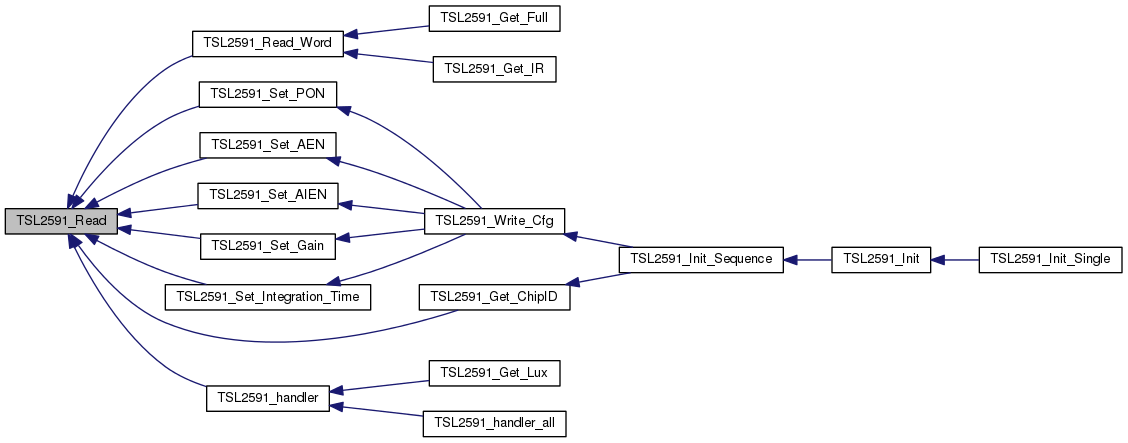 TSL2591_Get_Full
TSL2591_Read_Word
TSL2591_Get_IR
TSL2591_Set_PON
TSL2591_Set_AEN
TSL2591_Set_AIEN
TSL2591_Read
TSL2591_Write_Cfg
TSL2591_Set_Gain
TSL2591_Init_Sequence
TSL2591_Init
TSL2591_Init_Single
TSL2591_Set_Integration_Time
TSL2591_Get_ChipID
TSL2591_Get_Lux
TSL2591_handler
TSL2591_handler_all